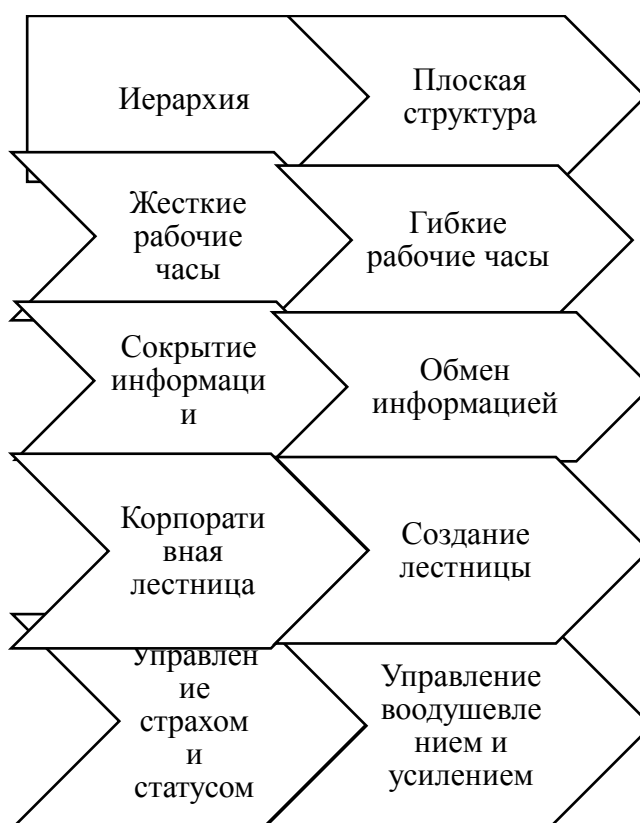 Иерархия
Плоская
структура
Жесткие
рабочие
часы
Гибкие
рабочие часы
Сокрытие
информаци
и
Обмен
информацией
Корпорати
вная
лестница
Создание
лестницы
Управлен
ие
страхом
и
статусом
Управление
воодушевле
нием и
усилением